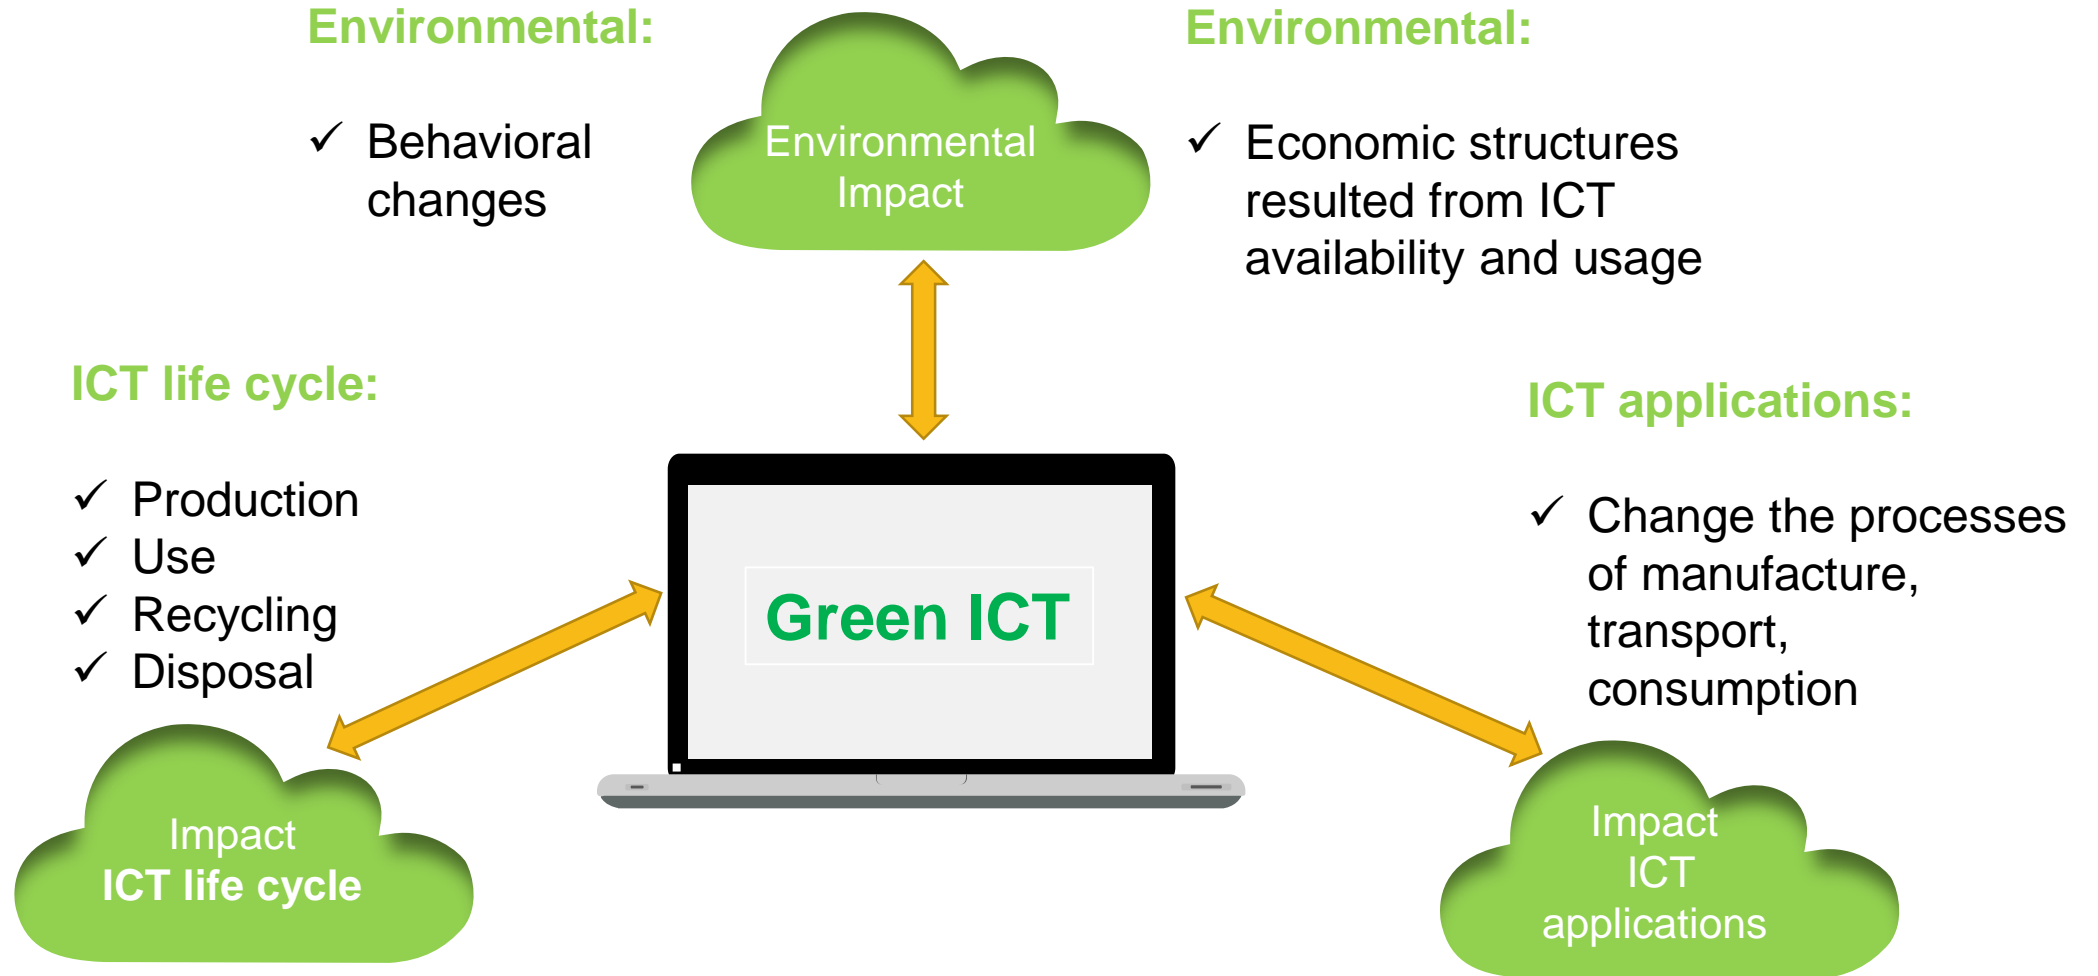 Environmental:
✓ Behavioral
changes
Environmental
Impact
Environmental:
✓ Economic structures
resulted from ICT
availability and usage
ICT life cycle:
✓ Production
✓ Use
✓ Recycling
✓ Disposal
Green ICT
ICT applications:
✓ Change the processes
of manufacture,
transport,
consumption
Impact
ICT life cycle
Impact
ICT
applications